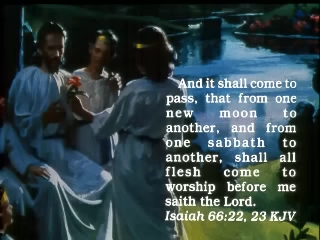 And it shall come to
pass, that from one
new moon to
another, and from
one sabbath to
another, shall all
flesh come to
worship before me
saith the Lord.
Isaiah 66:22, 23 KJV